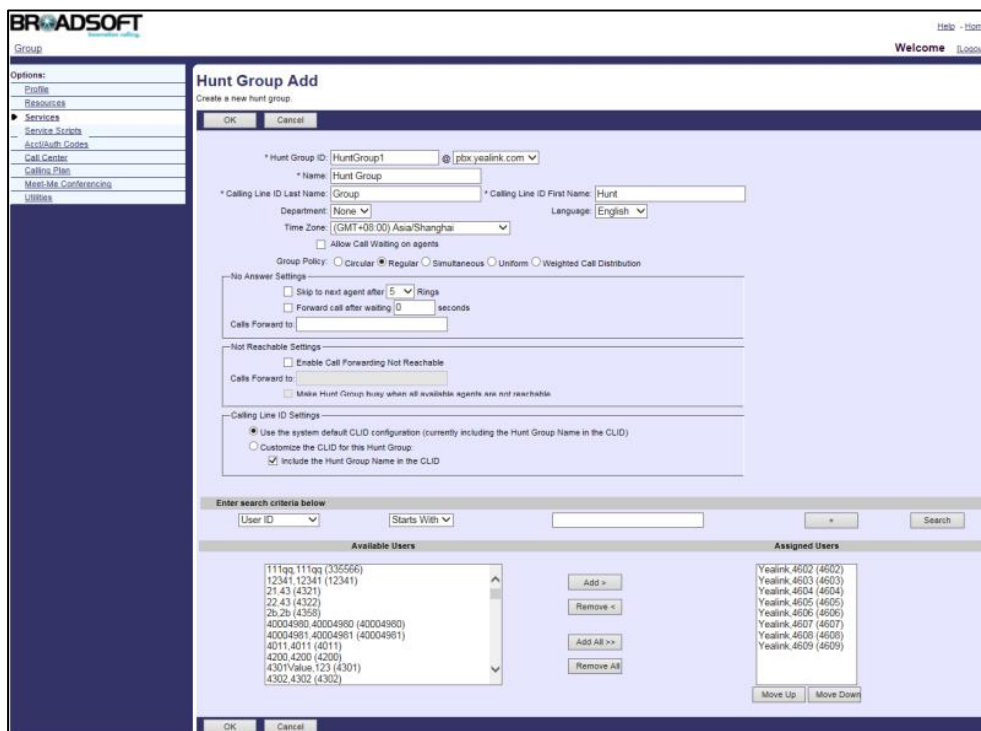 BROADSOFT
innovation calling.
Help - Hom
Group
Welcome [Logou
Options:
Profile
Resources
Services
Service Scripts
Acct/Auth Codes
Call Center
Calling Plan
Meet-Me Conferencing
Utilities
Hunt Group Add
Create a new hunt group.
OK Cancel
* Hunt Group ID: HuntGroup1 @ pbx.yealink.com
* Name: Hunt Group
* Calling Line ID Last Name: Group * Calling Line ID First Name: Hunt
Department: None Language: English
Time Zone: (GMT+08:00) Asia/Shanghai
Allow Call Waiting on agents
Group Policy: Circular Regular Simultaneous Uniform Weighted Call Distribution
No Answer Settings
Skip to next agent after 5 Rings
Forward call after waiting 0 seconds
Calls Forward to:
Not Reachable Settings
Enable Call Forwarding Not Reachable
Calls Forward to:
Make Hunt Group busy when all available agents are not reachable
Calling Line ID Settings
Use the system default CLID configuration (currently including the Hunt Group Name in the CLID)
Customize the CLID for this Hunt Group:
Include the Hunt Group Name in the CLID
Enter search criteria below
User ID Starts With + Search
Available Users Assigned Users
111qq,111qq (335566)
12341,12341 (12341)
21,43 (4321)
22,43 (4322)
2b,2b (4358)
40004980,40004980 (40004980)
40004981,40004981 (40004981)
4011,4011 (4011)
4200,4200 (4200)
4301Value,123 (4301)
4302,4302 (4302)
Add >
Remove <
Add All >>
Remove All
Yealink,4602 (4602)
Yealink,4603 (4603)
Yealink,4604 (4604)
Yealink,4605 (4605)
Yealink,4606 (4606)
Yealink,4607 (4607)
Yealink,4608 (4608)
Yealink,4609 (4609)
Move Up Move Down
OK Cancel